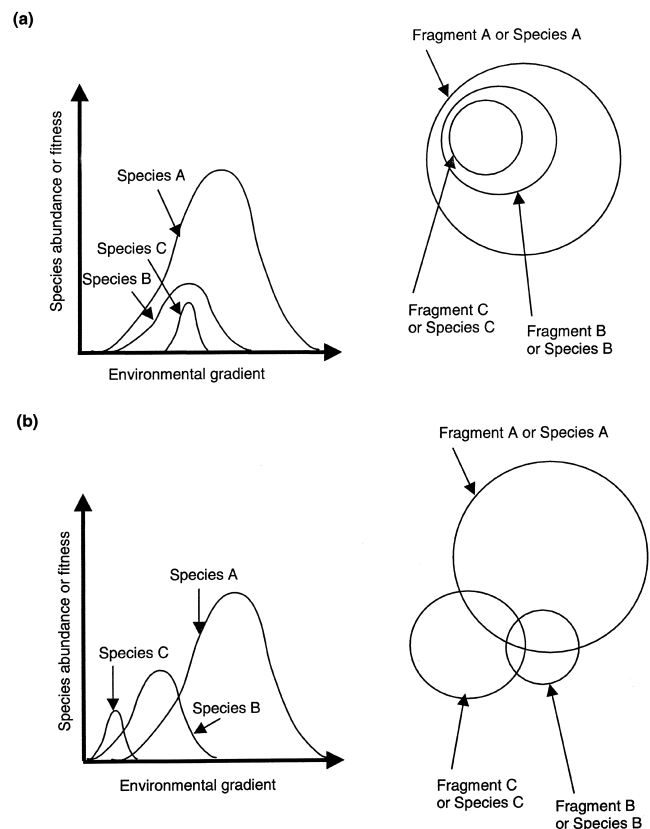 (a)
Fragment A or Species A
Species abundance or fitness
Species A
Species C
Species B
Environmental gradient
Fragment C
or Species C
Fragment B
or Species B
(b)
Fragment A or Species A
Species abundance or fitness
Species A
Species C
Species B
Environmental gradient
Fragment C
or Species C
Fragment B
or Species B